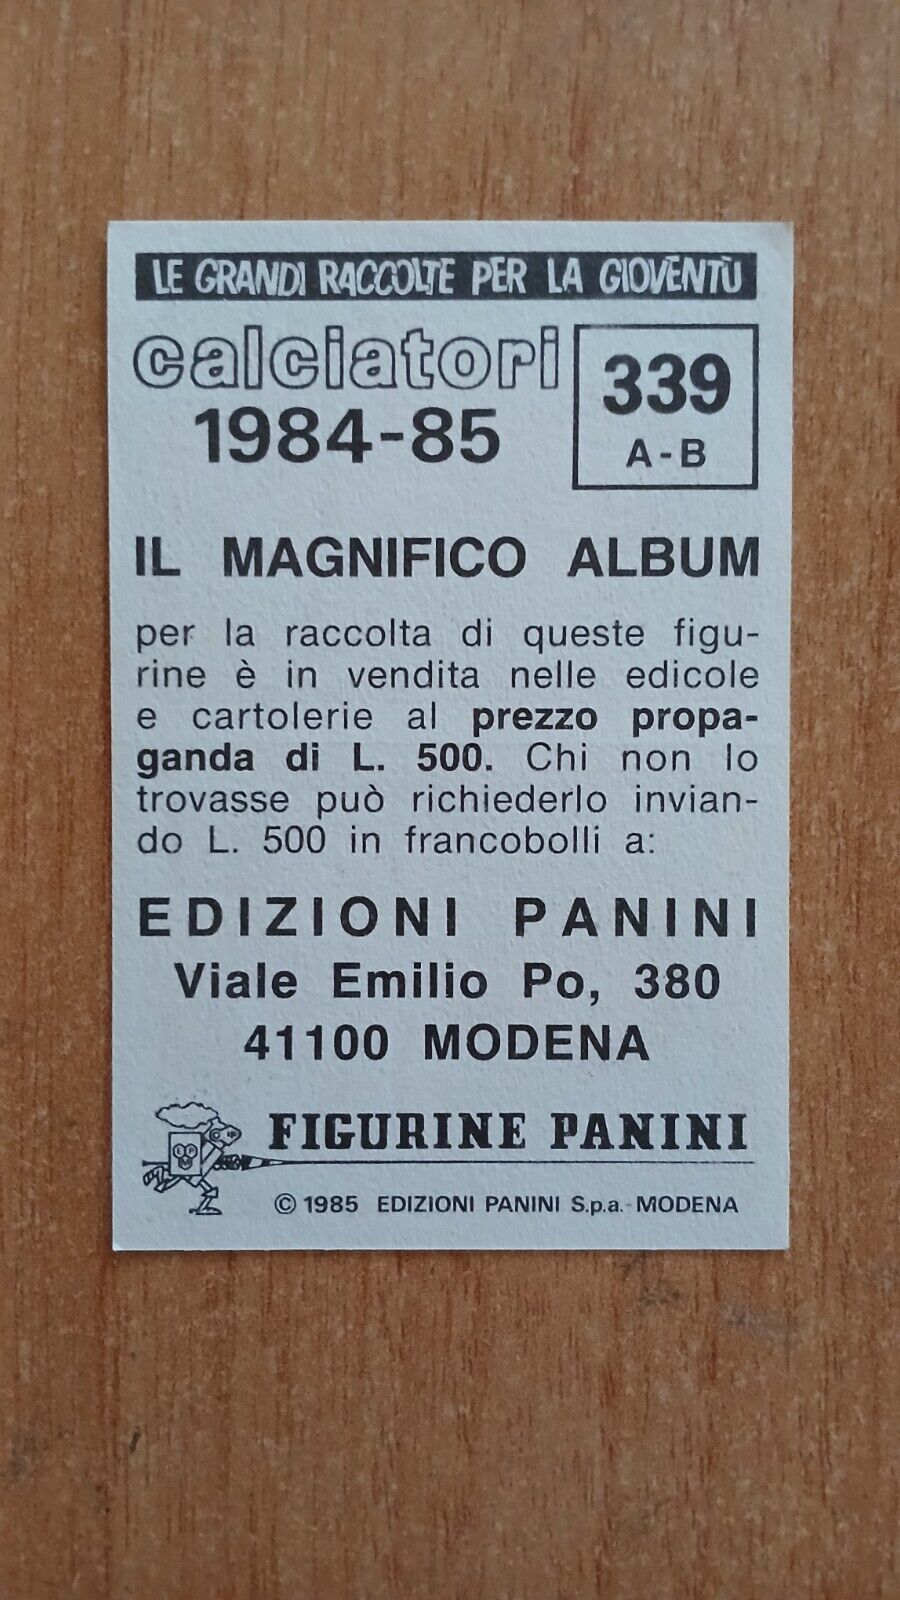 LE GRANDI RACCOLTE PER LA GIOVENTÙ
calciatori
1984-85
339
A-B
IL MAGNIFICO ALBUM
per la raccolta di queste figu-
rine è in vendita nelle edicole
e cartolerie al prezzo propa-
ganda di L. 500. Chi non lo
trovasse può richiederlo invian-
do L. 500 in francobolli a:
EDIZIONI PANINI
Viale Emilio Po, 380
41100 MODENA
FIGURINE PANINI
EP
© 1985 EDIZIONI PANINI S.p.a.-MODENA